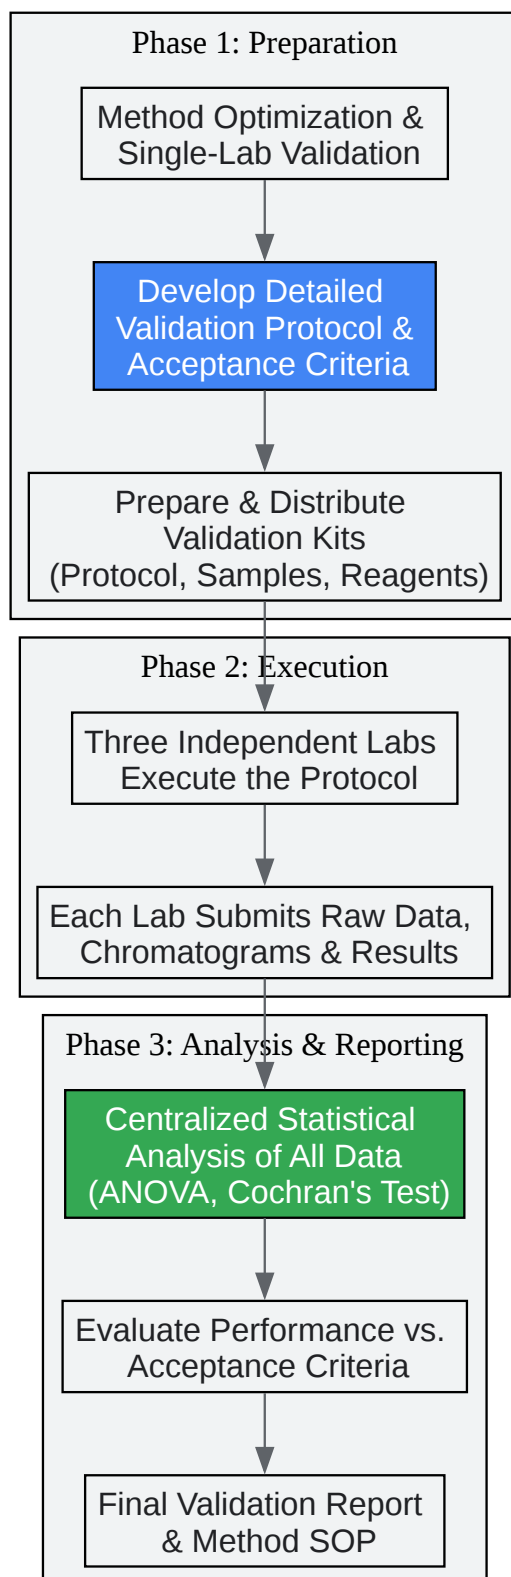 Phase 1: Preparation
Method Optimization &
Single-Lab Validation
Develop Detailed
Validation Protocol &
Acceptance Criteria
Prepare & Distribute
Validation Kits
(Protocol, Samples, Reagents)
Phase 2: Execution
Three Independent Labs
Execute the Protocol
Each Lab Submits Raw Data,
Chromatograms & Results
Phase 3: Analysis & Reporting
Centralized Statistical
Analysis of All Data
(ANOVA, Cochran's Test)
Evaluate Performance vs.
Acceptance Criteria
Final Validation Report
& Method SOP